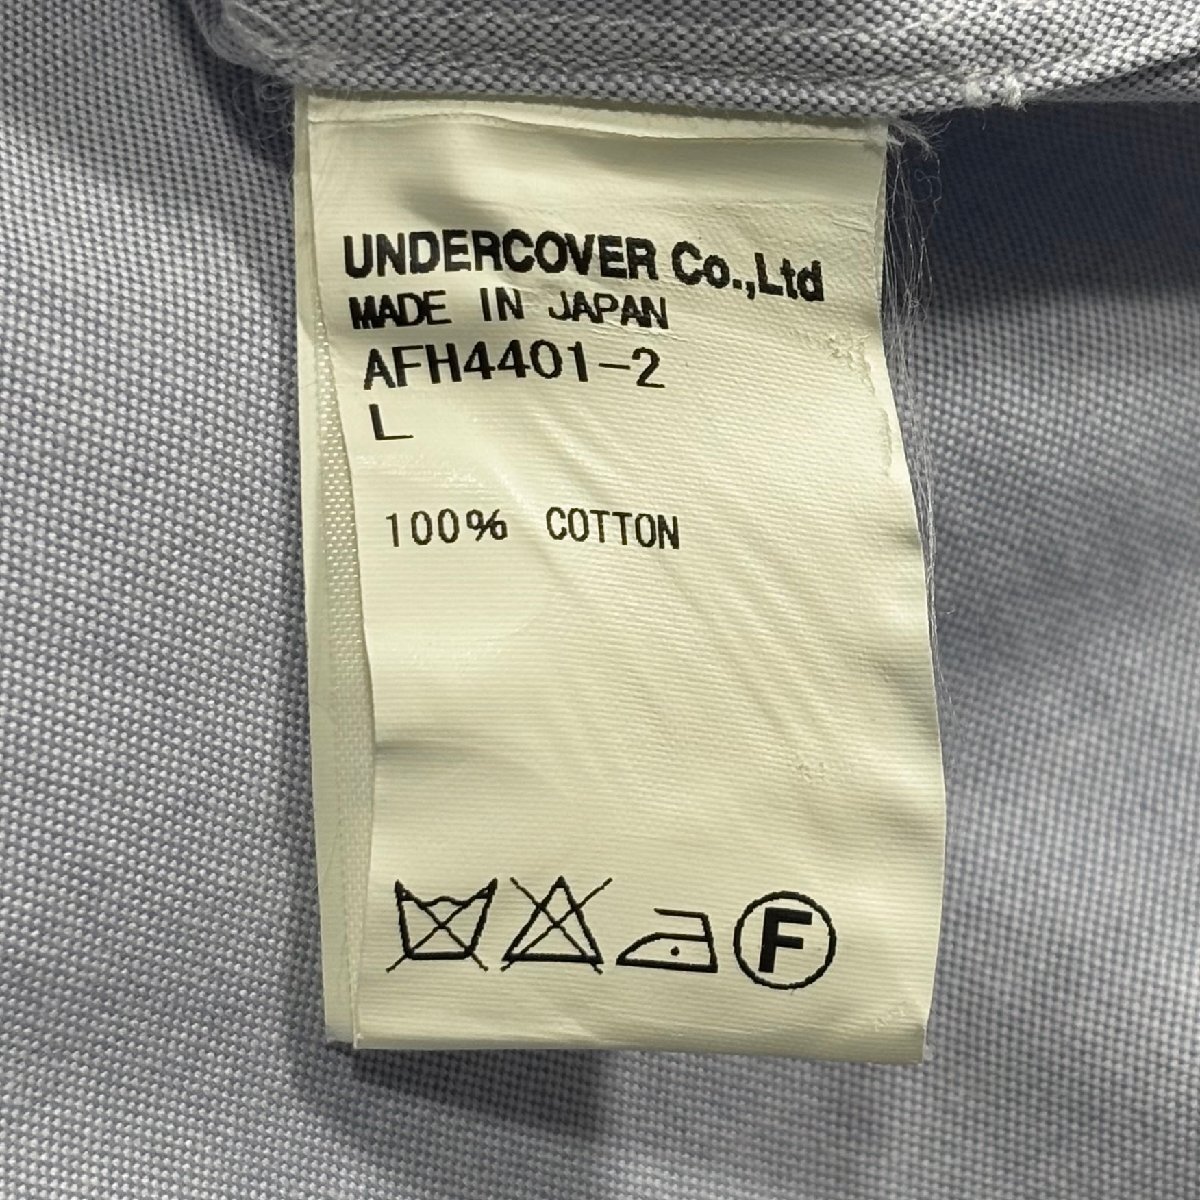 UNDERCOVER Co.,Ltd
MADE IN JAPAN
AFH4401-2
L
100% COTTON
F